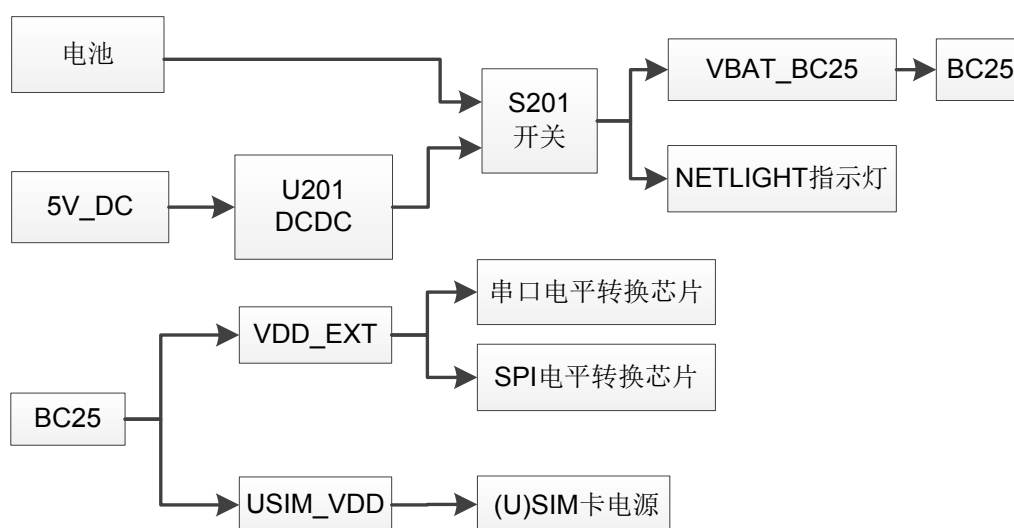 电池
5V_DC
U201
DCDC
S201
开关
VBAT_BC25
BC25
NETLIGHT指示灯
BC25
VDD_EXT
串口电平转换芯片
SPI电平转换芯片
USIM_VDD
(U)SIM卡电源